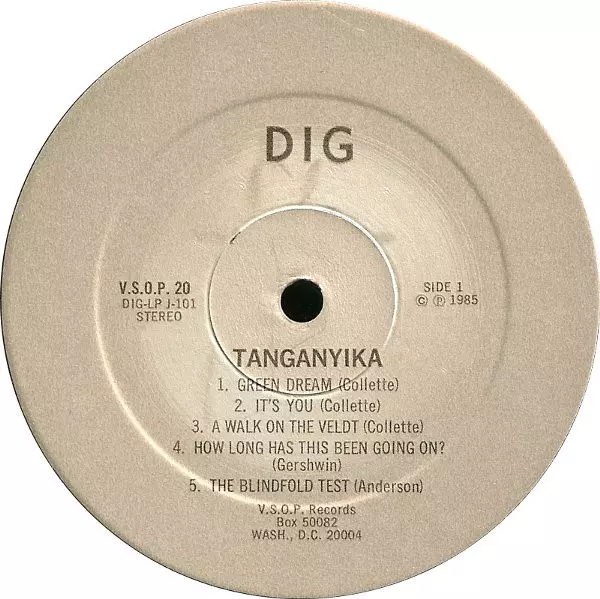 DIG
V.S.O.P. 20
DIG-LP J-101
STEREO
SIDE 1
© ℗ 1985
TANGANYIKA
1. GREEN DREAM (Collette)
2. IT'S YOU (Collette)
3. A WALK ON THE VELDT (Collette)
4. HOW LONG HAS THIS BEEN GOING ON?
(Gershwin)
5. THE BLINDFOLD TEST (Anderson)
V.S.O.P. Records
Box 50082
WASH., D.C. 20004